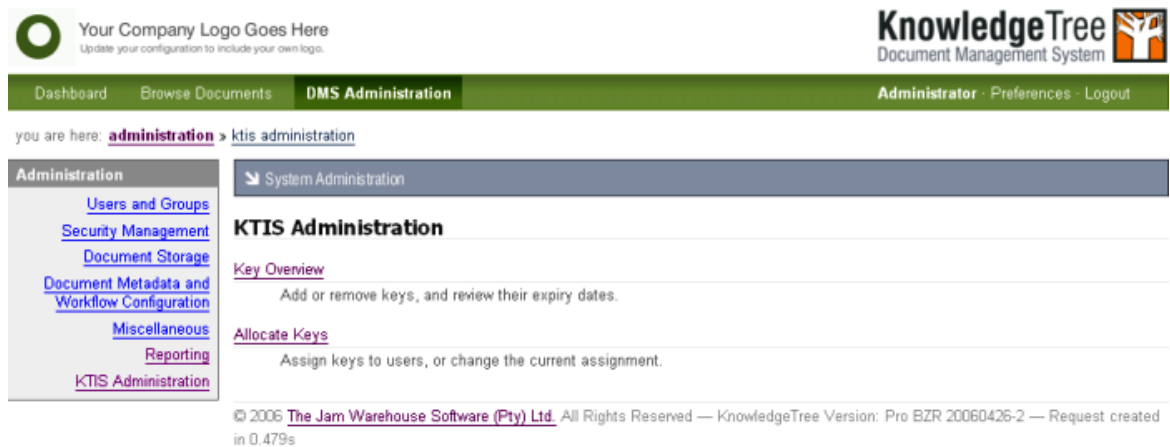 Your Company Logo Goes Here
Update your configuration to include your own logo.
KnowledgeTree
Document Management System
Dashboard Browse Documents DMS Administration Administrator · Preferences · Logout
you are here: administration » ktis administration
Administration
Users and Groups
Security Management
Document Storage
Document Metadata and
Workflow Configuration
Miscellaneous
Reporting
KTIS Administration
System Administration
KTIS Administration
Key Overview
Add or remove keys, and review their expiry dates.
Allocate Keys
Assign keys to users, or change the current assignment.
© 2006 The Jam Warehouse Software (Pty) Ltd. All Rights Reserved — KnowledgeTree Version: Pro BZR 20060426-2 — Request created
in 0.479s